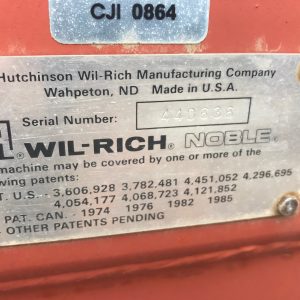 CJI 0864
Hutchinson Wil-Rich Manufacturing Company
Wahpeton, ND Made in U.S.A.
Serial Number:
WIL-RICH® NOBLE®
machine may be covered by one or more of the
wing patents:
T. U.S. - 3,606,928 3,782,481 4,451,052 4,296,695
4,054,177 4,068,723 4,121,852
PAT. CAN. - 1974 1976 1982 1985
OTHER PATENTS PENDING